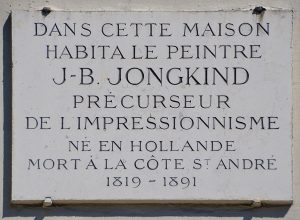 DANS CETTE MAISON
HABITA LE PEINTRE
J-B. JONGKIND
PRÉCURSEUR
DE L'IMPRESSIONNISME
NÉ EN HOLLANDE
MORT À LA CÔTE ST ANDRÉ
1819 - 1891